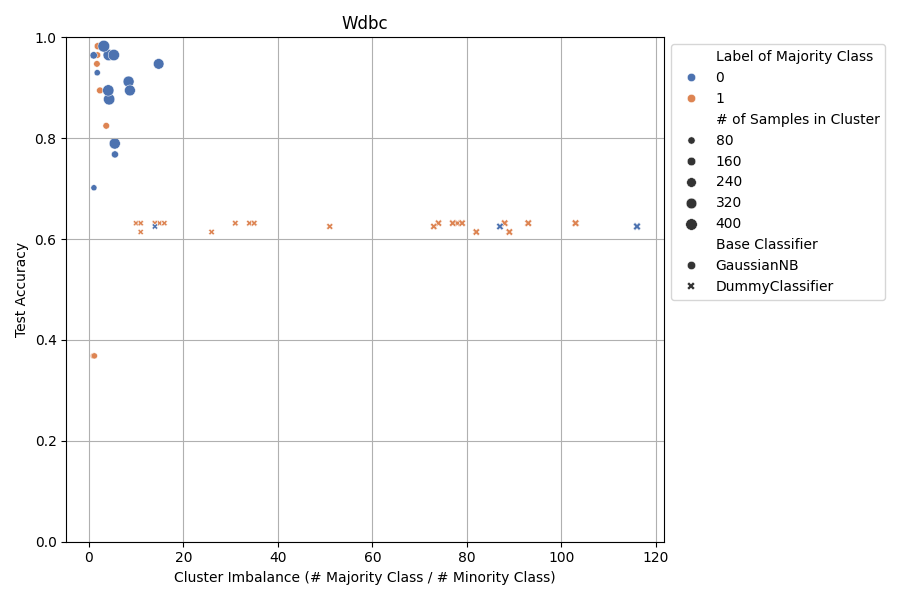 Wdbc
1.0
0.8
0.6
0.4
0.2
0.0
Test Accuracy
0
20
40
60
80
100
120
Cluster Imbalance (# Majority Class / # Minority Class)
Label of Majority Class
0
1
# of Samples in Cluster
80
160
240
320
400
Base Classifier
GaussianNB
DummyClassifier